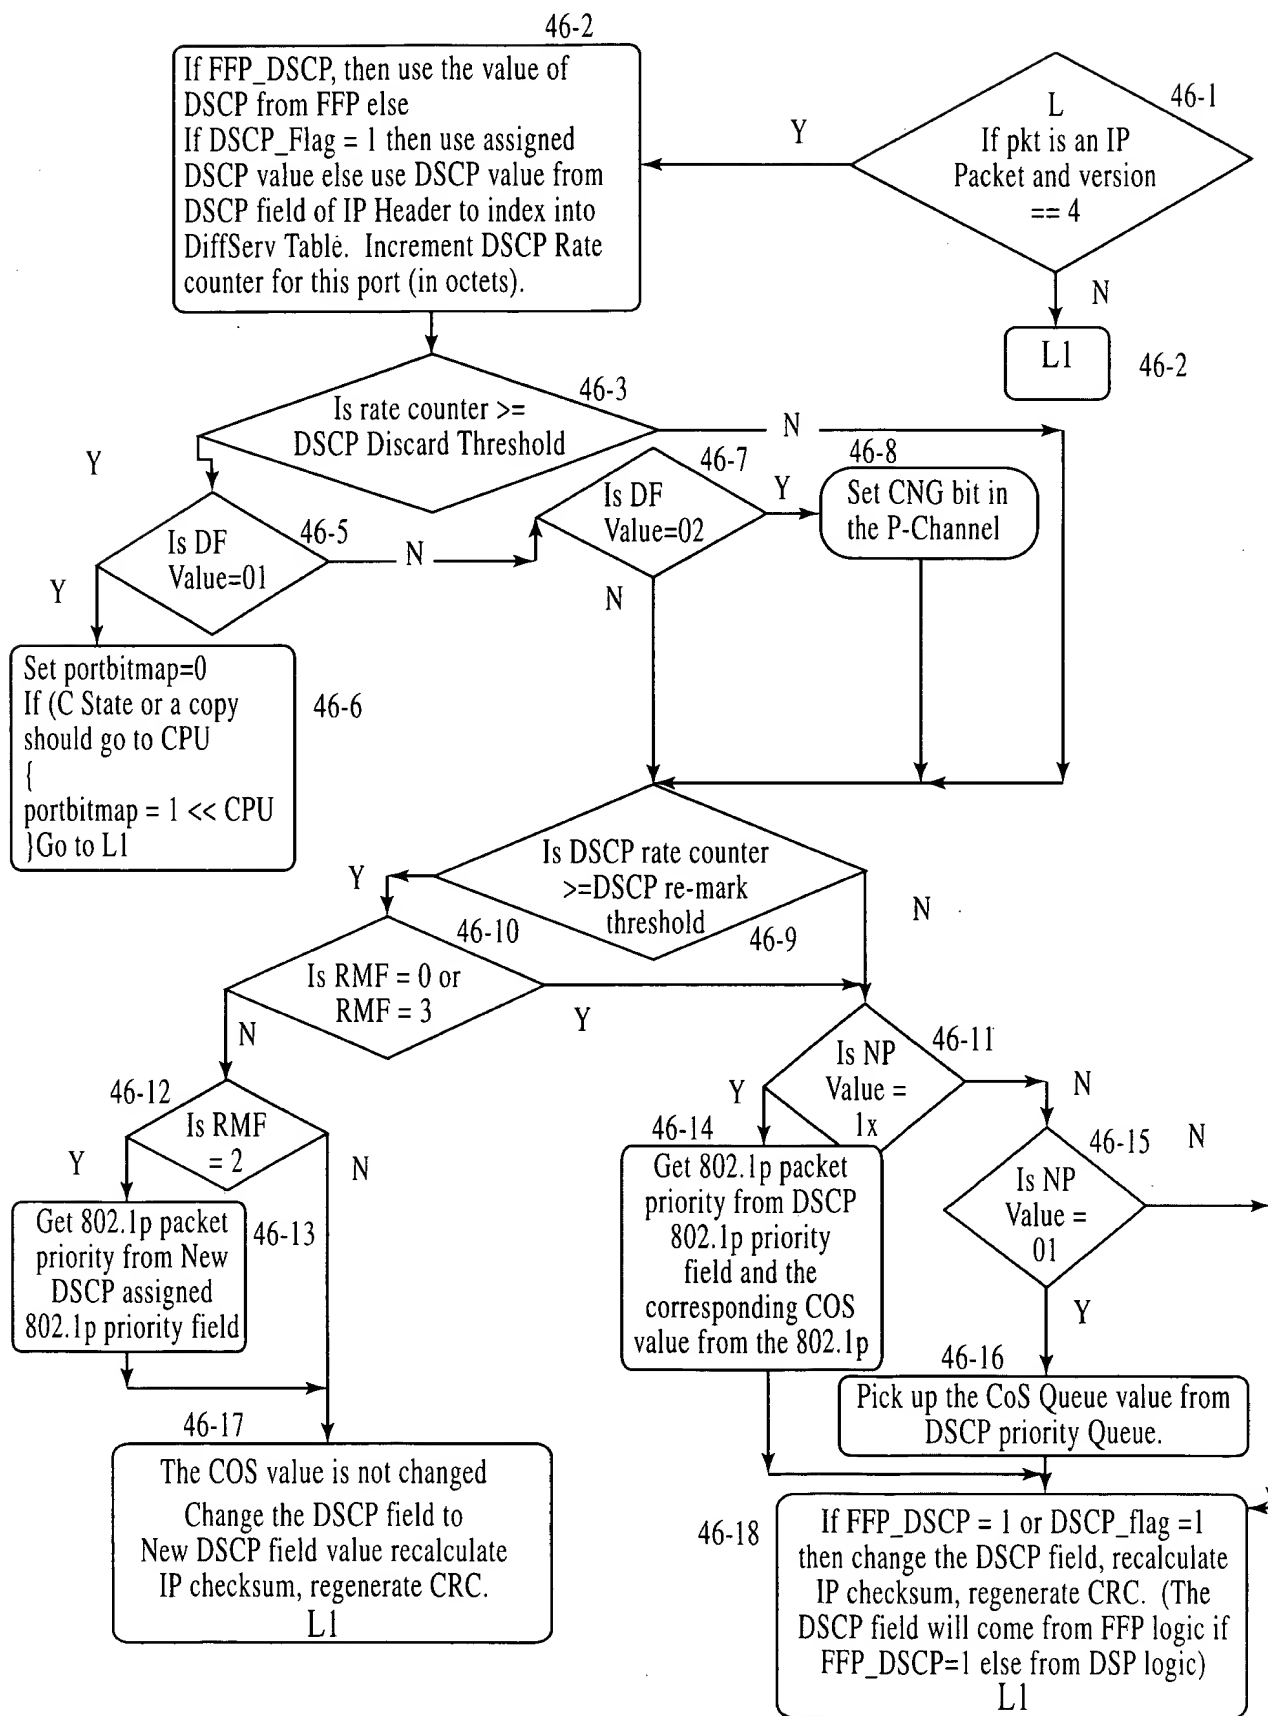 46-2
If FFP_DSCP, then use the value of
DSCP from FFP else
If DSCP_Flag = 1 then use assigned
DSCP value else use DSCP value from
DSCP field of IP Header to index into
DiffServ Table. Increment DSCP Rate
counter for this port (in octets).
46-1
L
If pkt is an IP
Packet and version
== 4
Y
N
L1
46-2
46-3
Is rate counter >=
DSCP Discard Threshold
N
Y
46-5
Is DF
Value=01
N
Y
46-7
Is DF
Value=02
Y
N
46-8
Set CNG bit in
the P-Channel
Set portbitmap=0
If (C State or a copy
should go to CPU
{
portbitmap = 1 << CPU
}Go to L1
46-6
Is DSCP rate counter
>=DSCP re-mark
threshold
46-9
Y
N
46-10
Is RMF = 0 or
RMF = 3
Y
N
46-11
Is NP
Value =
1x
Y
N
46-12
Is RMF
= 2
Y
N
46-13
Get 802.1p packet
priority from New
DSCP assigned
802.1p priority field
46-14
Get 802.1p packet
priority from DSCP
802.1p priority
field and the
corresponding COS
value from the 802.1p
46-15
Is NP
Value =
01
N
Y
46-16
Pick up the CoS Queue value from
DSCP priority Queue.
46-17
The COS value is not changed
Change the DSCP field to
New DSCP field value recalculate
IP checksum, regenerate CRC.
L1
46-18
If FFP_DSCP = 1 or DSCP_flag =1
then change the DSCP field, recalculate
IP checksum, regenerate CRC. (The
DSCP field will come from FFP logic if
FFP_DSCP=1 else from DSP logic)
L1